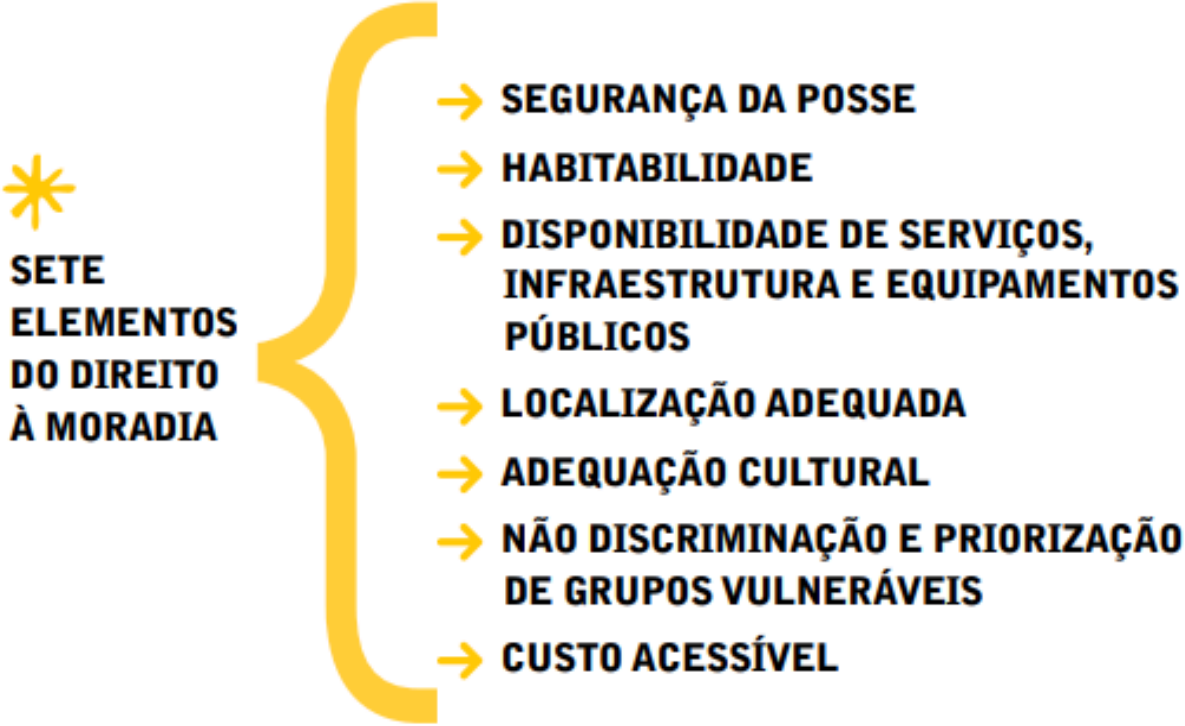 SETE
ELEMENTOS
DO DIREITO
À MORADIA
SEGURANÇA DA POSSE
HABITABILIDADE
DISPONIBILIDADE DE SERVIÇOS,
INFRAESTRUTURA E EQUIPAMENTOS
PÚBLICOS
LOCALIZAÇÃO ADEQUADA
ADEQUAÇÃO CULTURAL
NÃO DISCRIMINAÇÃO E PRIORIZAÇÃO
DE GRUPOS VULNERÁVEIS
CUSTO ACESSÍVEL